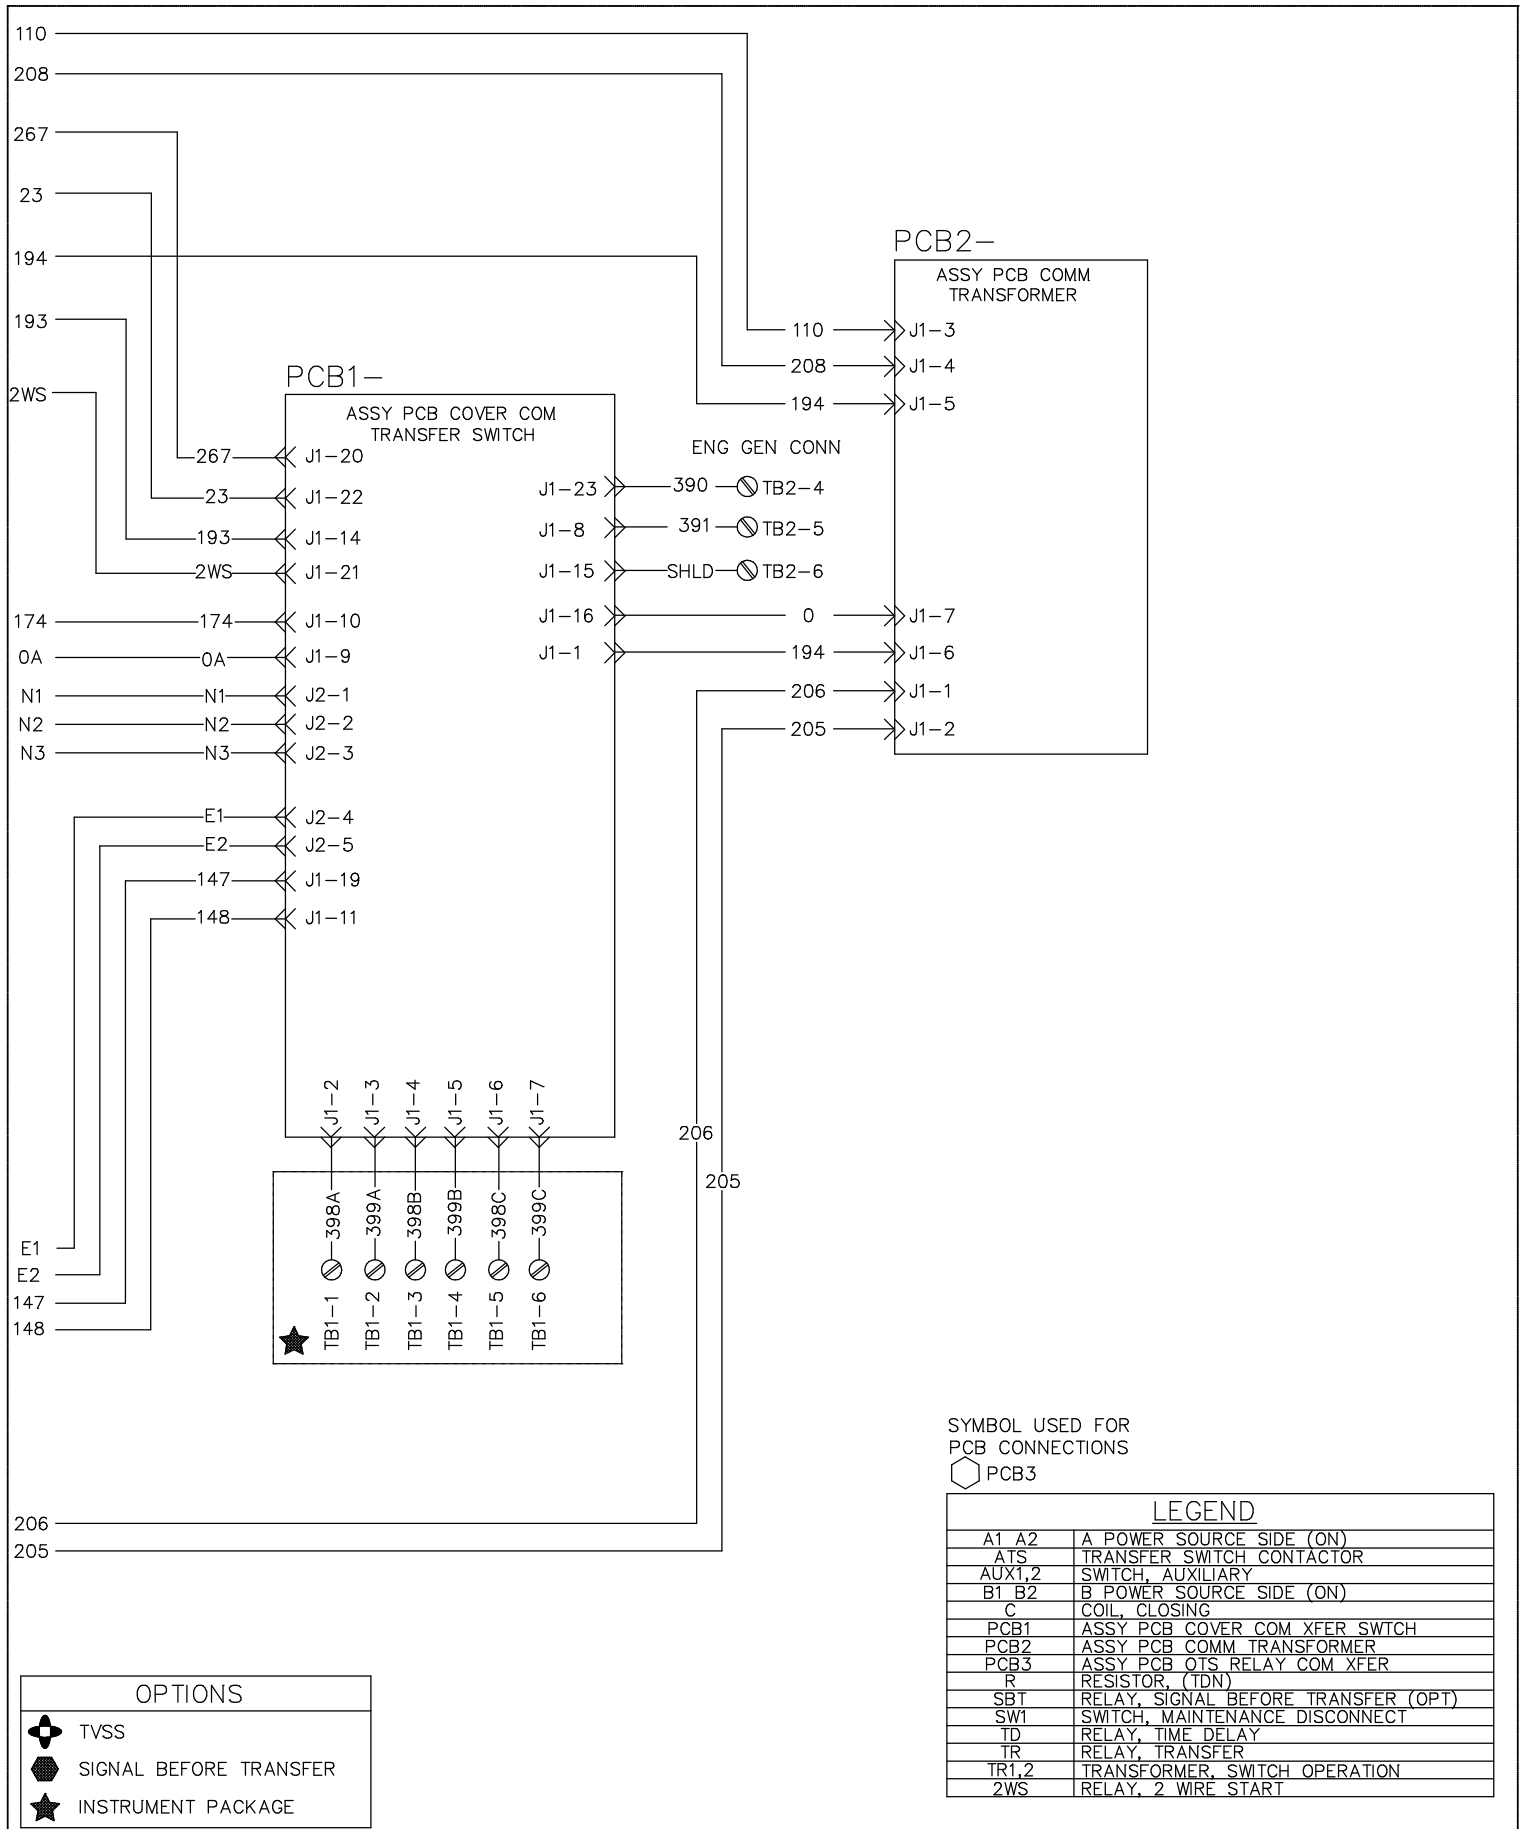 110
208
267
23
194
193
2WS
PCB2-
ASSY PCB COMM
TRANSFORMER
110 J1-3
208 J1-4
194 J1-5
PCB1-
ASSY PCB COVER COM
TRANSFER SWITCH
ENG GEN CONN
267 J1-20
23 J1-22
193 J1-14
2WS J1-21
J1-23 390 TB2-4
J1-8 391 TB2-5
J1-15 SHLD TB2-6
174 174 J1-10
0A 0A J1-9
N1 N1 J2-1
N2 N2 J2-2
N3 N3 J2-3
J1-16 0 J1-7
J1-1 194 J1-6
206 J1-1
205 J1-2
E1 J2-4
E2 J2-5
147 J1-19
148 J1-11
J1-2
J1-3
J1-4
J1-5
J1-6
J1-7
206
205
398A
399A
398B
399B
398C
399C
TB1-1
TB1-2
TB1-3
TB1-4
TB1-5
TB1-6
E1
E2
147
148
206
205
SYMBOL USED FOR
PCB CONNECTIONS
PCB3
LEGEND
A1 A2 A POWER SOURCE SIDE (ON)
ATS TRANSFER SWITCH CONTACTOR
AUX1,2 SWITCH, AUXILIARY
B1 B2 B POWER SOURCE SIDE (ON)
C COIL, CLOSING
PCB1 ASSY PCB COVER COM XFER SWTCH
PCB2 ASSY PCB COMM TRANSFORMER
PCB3 ASSY PCB OTS RELAY COM XFER
R RESISTOR, (TDN)
SBT RELAY, SIGNAL BEFORE TRANSFER (OPT)
SW1 SWITCH, MAINTENANCE DISCONNECT
TD RELAY, TIME DELAY
TR RELAY, TRANSFER
TR1,2 TRANSFORMER, SWITCH OPERATION
2WS RELAY, 2 WIRE START
OPTIONS
TVSS
SIGNAL BEFORE TRANSFER
INSTRUMENT PACKAGE